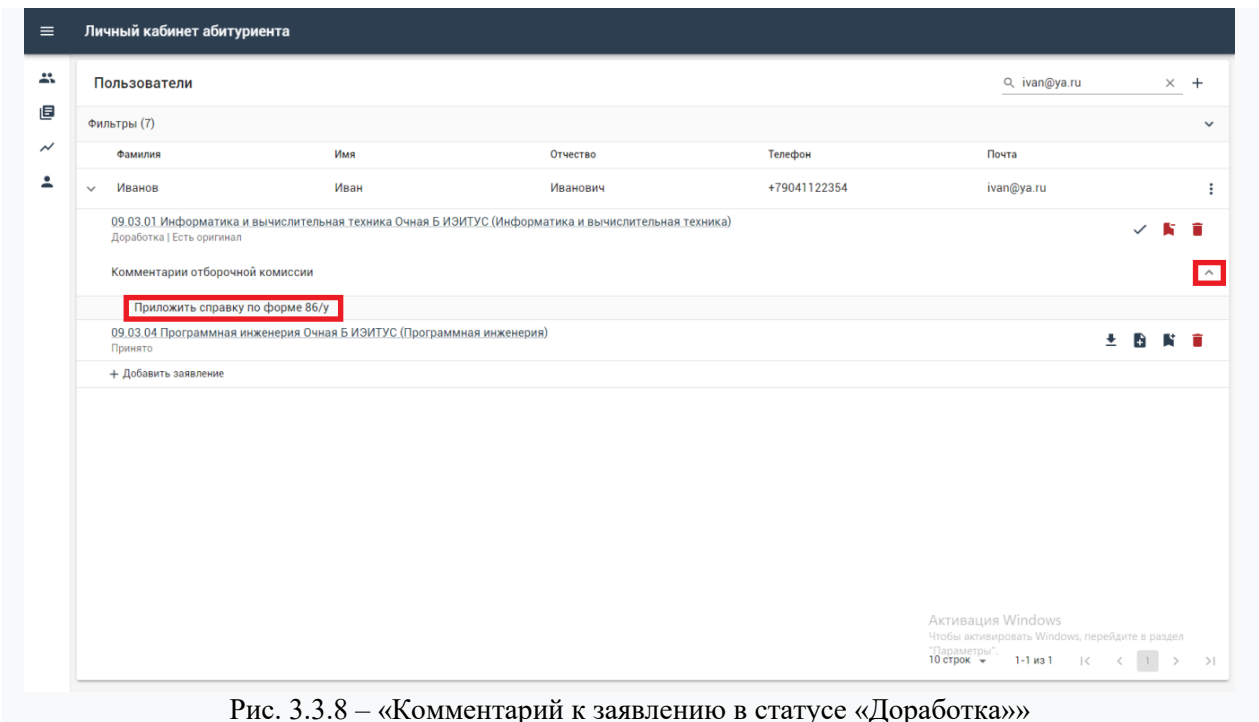 Личный кабинет абитуриента
Пользователи
ivan@ya.ru
Фильтры (7)
Фамилия Имя Отчество Телефон Почта
Иванов Иван Иванович +79041122354 ivan@ya.ru
09.03.01 Информатика и вычислительная техника Очная Б ИЭИТУС (Информатика и вычислительная техника)
Доработка | Есть оригинал
Комментарии отборочной комиссии
Приложить справку по форме 86/у
09.03.04 Программная инженерия Очная Б ИЭИТУС (Программная инженерия)
Принято
+ Добавить заявление
Активация Windows
Чтобы активировать Windows, перейдите в раздел
"Параметры".
10 строк 1-1 из 1 |< < 1 > >|
Рис. 3.3.8 – «Комментарий к заявлению в статусе «Доработка»»